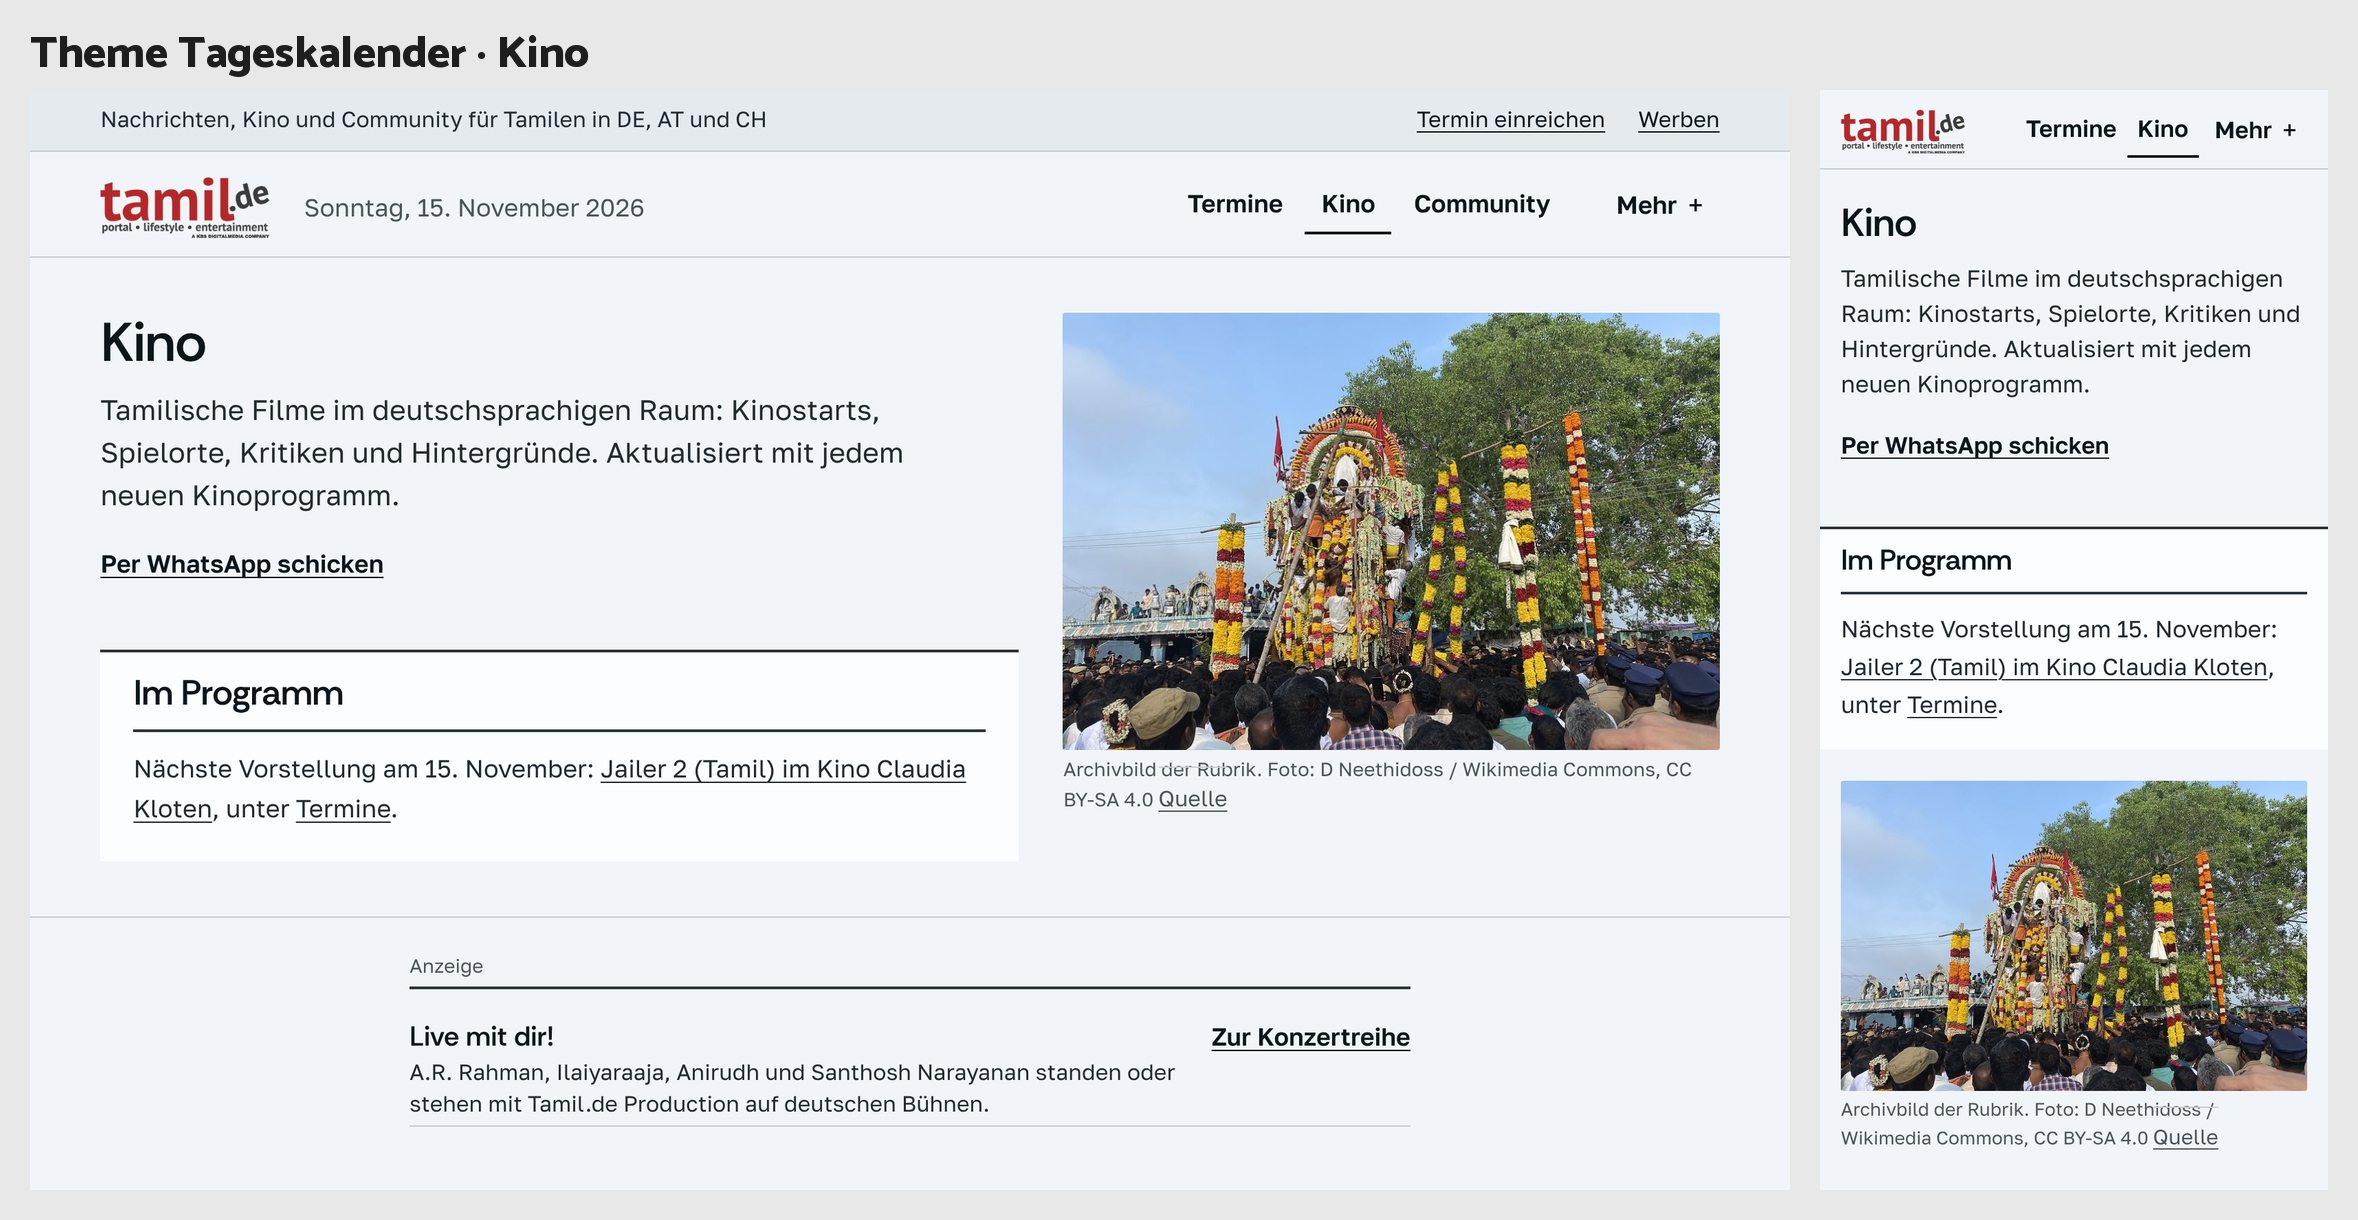 Theme Tageskalender · Kino
Nachrichten, Kino und Community für Tamilen in DE, AT und CH
Termin einreichen
Werben
tamil.de
portal • lifestyle • entertainment
A KBS DIGITALMEDIA COMPANY
Sonntag, 15. November 2026
Termine
Kino
Community
Mehr +
Kino
Tamilische Filme im deutschsprachigen Raum: Kinostarts,
Spielorte, Kritiken und Hintergründe. Aktualisiert mit jedem
neuen Kinoprogramm.
Per WhatsApp schicken
Im Programm
Nächste Vorstellung am 15. November: Jailer 2 (Tamil) im Kino Claudia
Kloten, unter Termine.
Archivbild der Rubrik. Foto: D Neethidoss / Wikimedia Commons, CC
BY-SA 4.0 Quelle
Anzeige
Live mit dir!
Zur Konzertreihe
A.R. Rahman, Ilaiyaraaja, Anirudh und Santhosh Narayanan standen oder
stehen mit Tamil.de Production auf deutschen Bühnen.
tamil.de
portal • lifestyle • entertainment
A KBS DIGITALMEDIA COMPANY
Termine
Kino
Mehr +
Kino
Tamilische Filme im deutschsprachigen
Raum: Kinostarts, Spielorte, Kritiken und
Hintergründe. Aktualisiert mit jedem
neuen Kinoprogramm.
Per WhatsApp schicken
Im Programm
Nächste Vorstellung am 15. November:
Jailer 2 (Tamil) im Kino Claudia Kloten,
unter Termine.
Archivbild der Rubrik. Foto: D Neethidoss /
Wikimedia Commons, CC BY-SA 4.0 Quelle